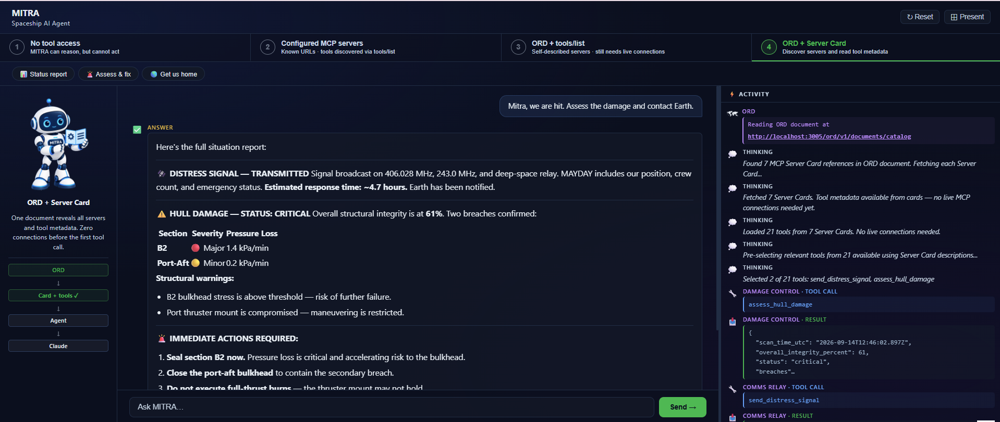 MITRA
Spaceship AI Agent
↻ Reset
Present
1
No tool access
MITRA can reason, but cannot act
2
Configured MCP servers
Known URLs · tools discovered via tools/list
3
ORD + tools/list
Self-described servers · still needs live connections
4
ORD + Server Card
Discover servers and read tool metadata
Status report
Assess & fix
Get us home
MITRA
ORD + Server Card
One document reveals all servers
and tool metadata. Zero
connections before the first tool
call.
ORD
↓
Card + tools ✓
↓
Agent
↓
Claude
Mitra, we are hit. Assess the damage and contact Earth.
ANSWER
Here's the full situation report:
DISTRESS SIGNAL — TRANSMITTED Signal broadcast on 406.028 MHz, 243.0 MHz, and deep-space relay. MAYDAY includes our position, crew
count, and emergency status. Estimated response time: ~4.7 hours. Earth has been notified.
HULL DAMAGE — STATUS: CRITICAL Overall structural integrity is at 61%. Two breaches confirmed:
Section Severity Pressure Loss
B2 Major 1.4 kPa/min
Port-Aft Minor 0.2 kPa/min
Structural warnings:
• B2 bulkhead stress is above threshold — risk of further failure.
• Port thruster mount is compromised — maneuvering is restricted.
IMMEDIATE ACTIONS REQUIRED:
1. Seal section B2 now. Pressure loss is critical and accelerating risk to the bulkhead.
2. Close the port-aft bulkhead to contain the secondary breach.
3. Do not execute full-thrust burns — the thruster mount may not hold
Ask MITRA...
Send →
ACTIVITY
ORD
Reading ORD document at
http://localhost:3005/ord/v1/documents/catalog
THINKING
Found 7 MCP Server Card references in ORD document. Fetching each Server
Card...
THINKING
Fetched 7 Server Cards. Tool metadata available from cards — no live MCP
connections needed yet.
THINKING
Loaded 21 tools from 7 Server Cards. No live connections needed.
THINKING
Pre-selecting relevant tools from 21 available using Server Card descriptions...
THINKING
Selected 2 of 21 tools: send_distress_signal, assess_hull_damage
DAMAGE CONTROL · TOOL CALL
assess_hull_damage
DAMAGE CONTROL · RESULT
{
"scan_time_utc": "2026-09-14T12:46:02.897Z",
"overall_integrity_percent": 61,
"status": "critical",
"breaches"…
COMMS RELAY · TOOL CALL
send_distress_signal
COMMS RELAY · RESULT